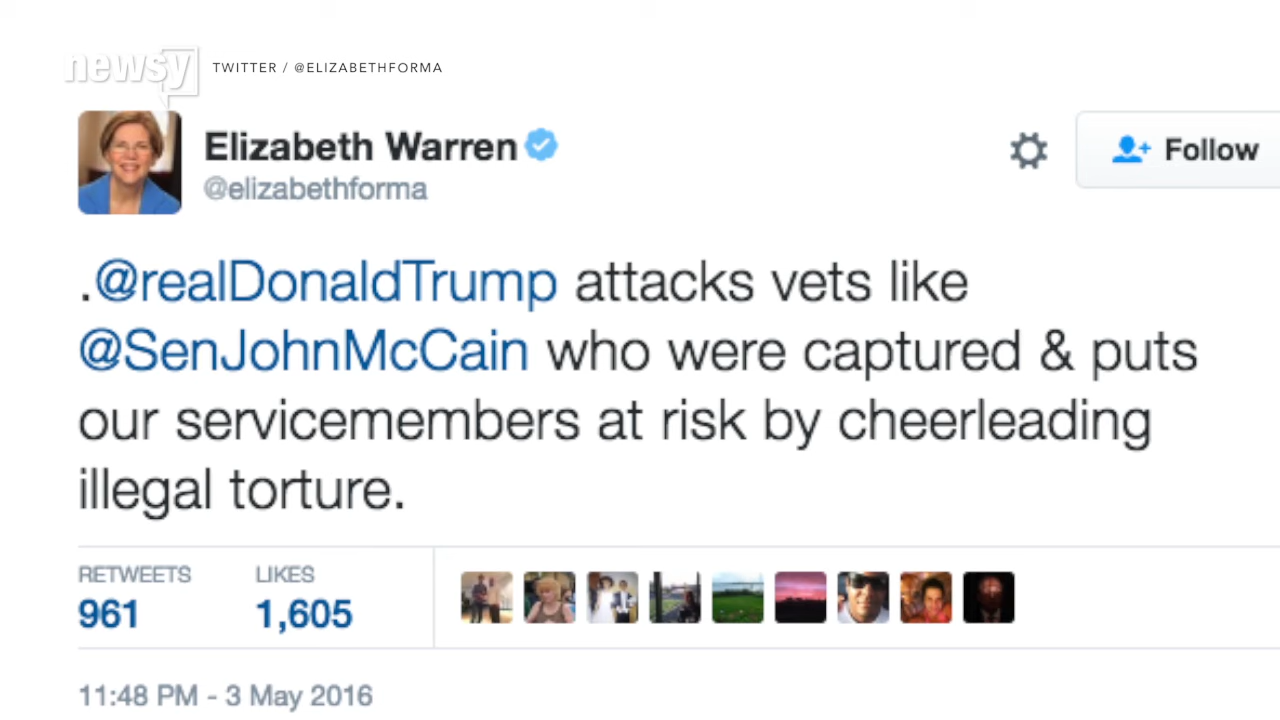 newsy
TWITTER / @ELIZABETHFORMA
Elizabeth Warren
@elizabethforma
Follow
.@realDonaldTrump attacks vets like
@SenJohnMcCain who were captured & puts
our servicemembers at risk by cheerleading
illegal torture.
RETWEETS LIKES
961 1,605
11:48 PM - 3 May 2016